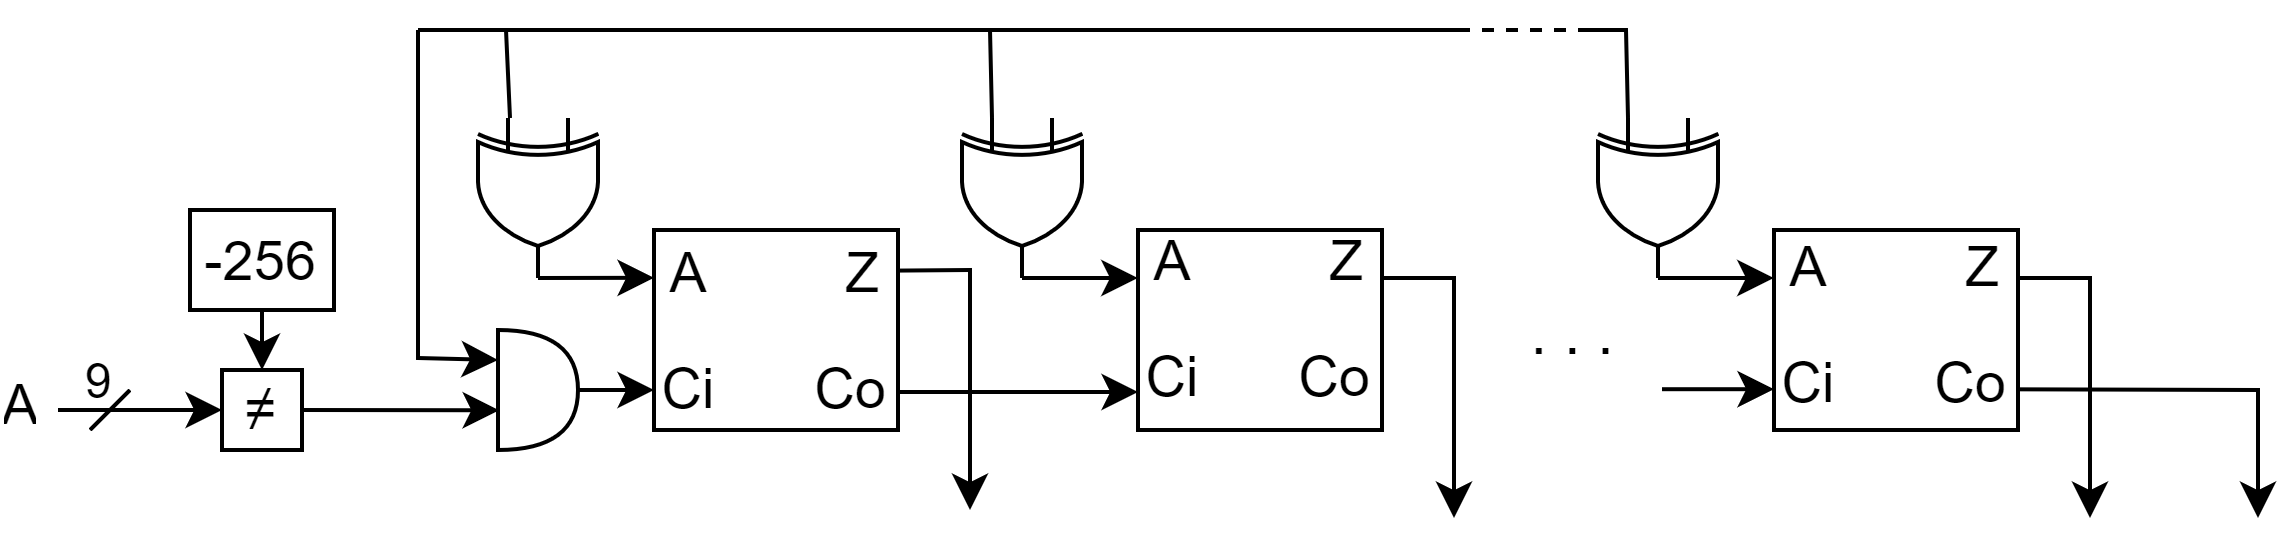 -256
A
9
≠
A Z
Ci Co
A Z
Ci Co
. . .
A Z
Ci Co